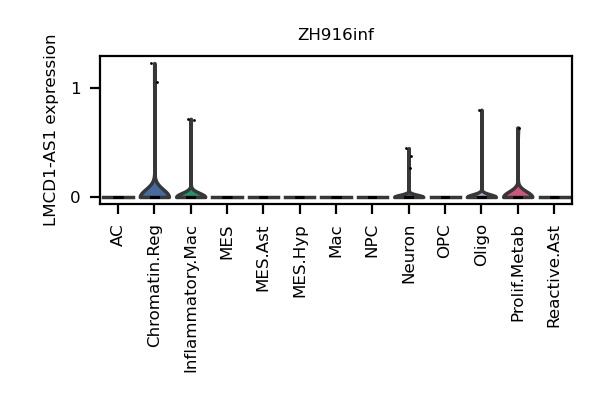 ZH916inf
LMCD1-AS1 expression
1
0
AC
Chromatin.Reg
Inflammatory.Mac
MES
MES.Ast
MES.Hyp
Mac
NPC
Neuron
OPC
Oligo
Prolif.Metab
Reactive.Ast